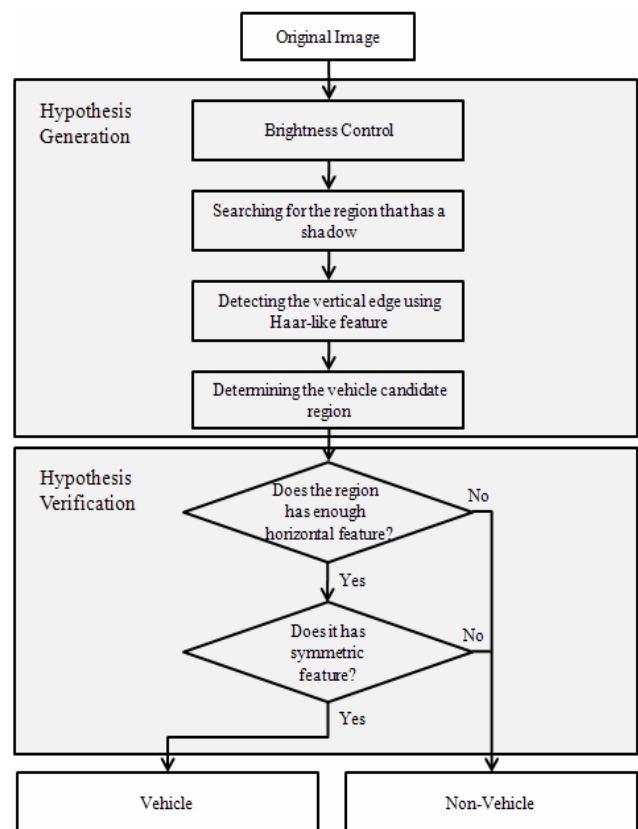 Original Image
Hypothesis
Generation
Brightness Control
Searching for the region that has a
shadow
Detecting the vertical edge using
Haar-like feature
Determining the vehicle candidate
region
Hypothesis
Verification
Does the region
has enough
horizontal feature?
No
Yes
Does it has
symmetric
feature?
No
Yes
Vehicle
Non-Vehicle